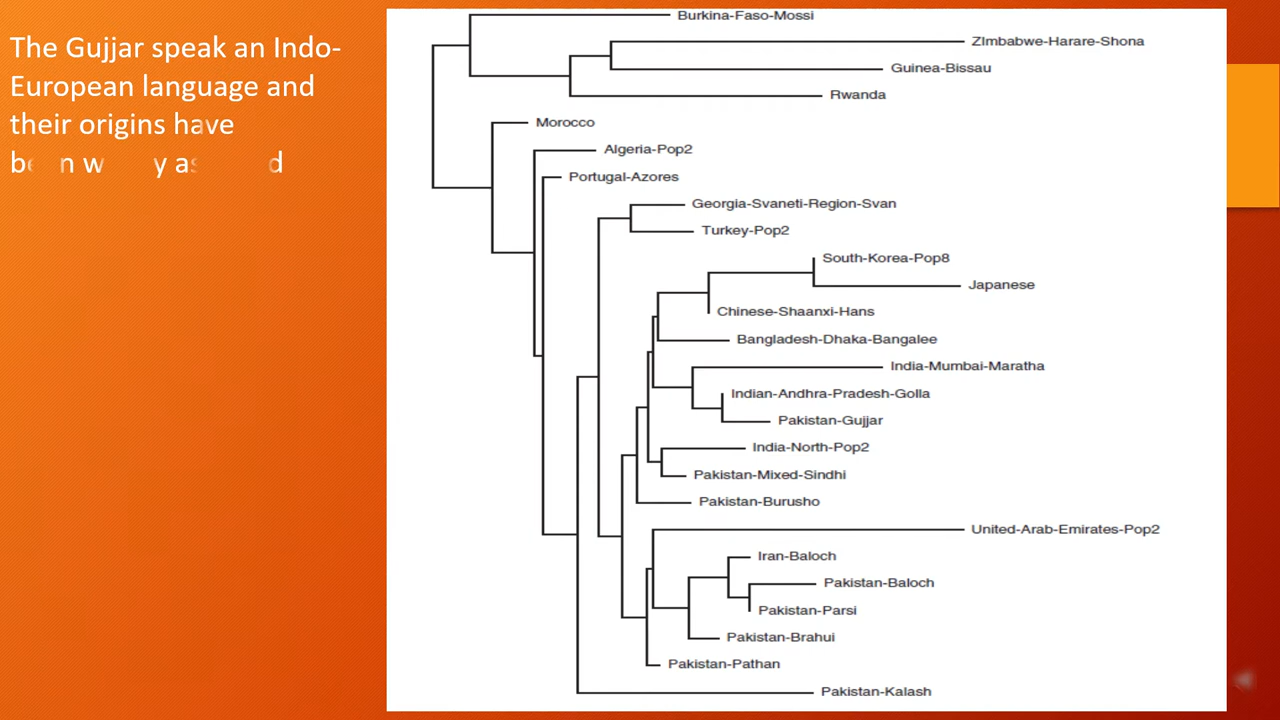 The Gujjar speak an Indo-
European language and
their origins have
Burkina-Faso-Mossi
ZImbabwe-Harare-Shona
Guinea-Bissau
Rwanda
Morocco
Algeria-Pop2
Portugal-Azores
Georgia-Svaneti-Region-Svan
Turkey-Pop2
South-Korea-Pop8
Japanese
Chinese-Shaanxi-Hans
Bangladesh-Dhaka-Bangalee
India-Mumbai-Maratha
Indian-Andhra-Pradesh-Golla
Pakistan-Gujjar
India-North-Pop2
Pakistan-Mixed-Sindhi
Pakistan-Burusho
United-Arab-Emirates-Pop2
Iran-Baloch
Pakistan-Baloch
Pakistan-Parsi
Pakistan-Brahui
Pakistan-Pathan
Pakistan-Kalash